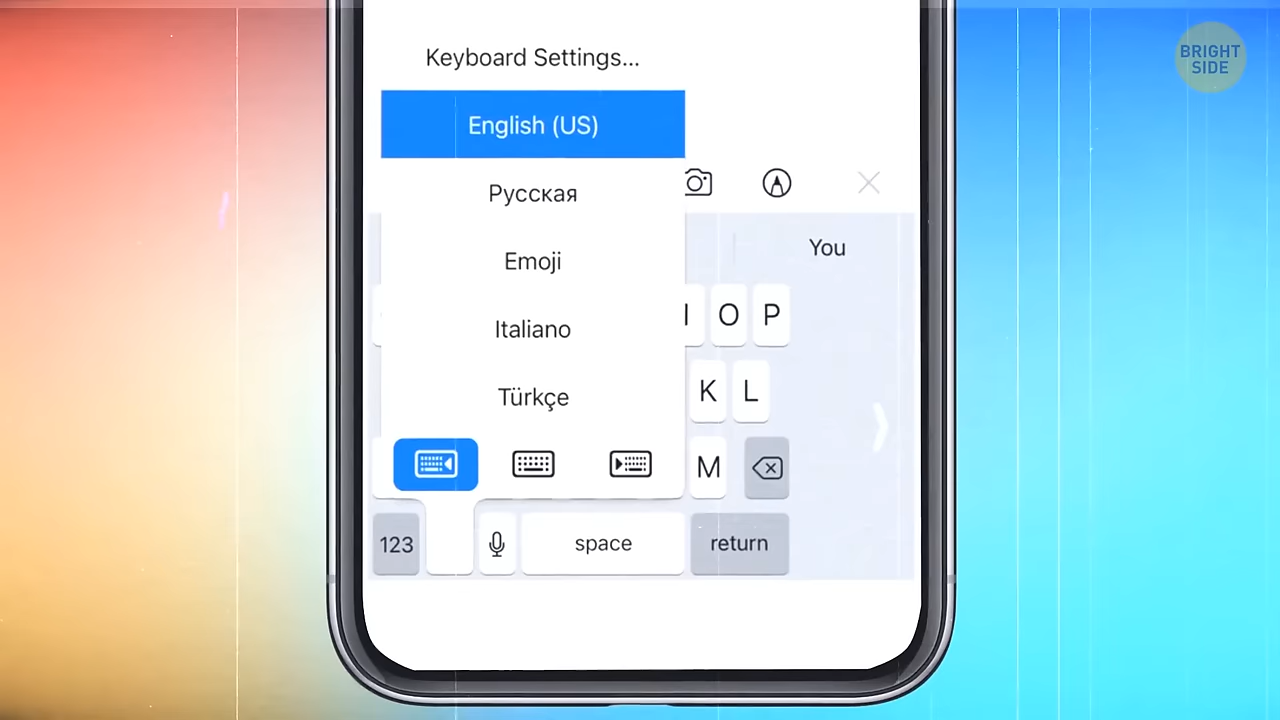 BRIGHT
SIDE
Keyboard Settings...
English (US)
Русская
Emoji
Italiano
Türkçe
You
I O P
K L
M
123
space
return